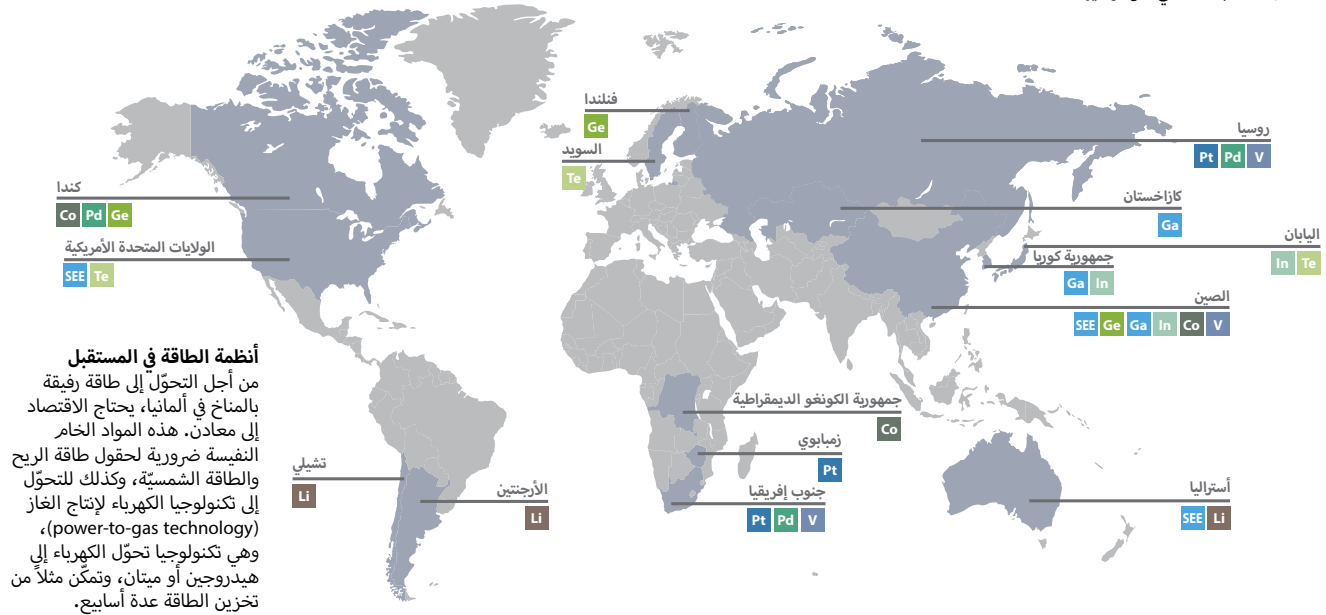 فنلندا
Ge
روسيا
Pt Pd V
السويد
Te
كندا
Co Pd Ge
كازاخستان
Ga
الولايات المتحدة الأمريكية
SEE Te
اليابان
In Te
جمهورية كوريا
Ga In
الصين
SEE Ge Ga In Co V
أنظمة الطاقة في المستقبل
من أجل التحوّل إلى طاقة رفيقة
بالمناخ في ألمانيا، يحتاج الاقتصاد
إلى معادن. هذه المواد الخام
النفيسة ضرورية لحقول طاقة الريح
والطاقة الشمسيّة، وكذلك للتحوّل
إلى تكنولوجيا الكهرباء لإنتاج الغاز
(power-to-gas technology)،
وهي تكنولوجيا تحوّل الكهرباء إلى
هيدروجين أو ميتان، وتمكّن مثلاً من
تخزين الطاقة عدة أسابيع.
جمهورية الكونغو الديمقراطية
Co
زمبابوي
Pt
تشيلي
Li
الأرجنتين
Li
جنوب إفريقيا
Pt Pd V
أستراليا
SEE Li